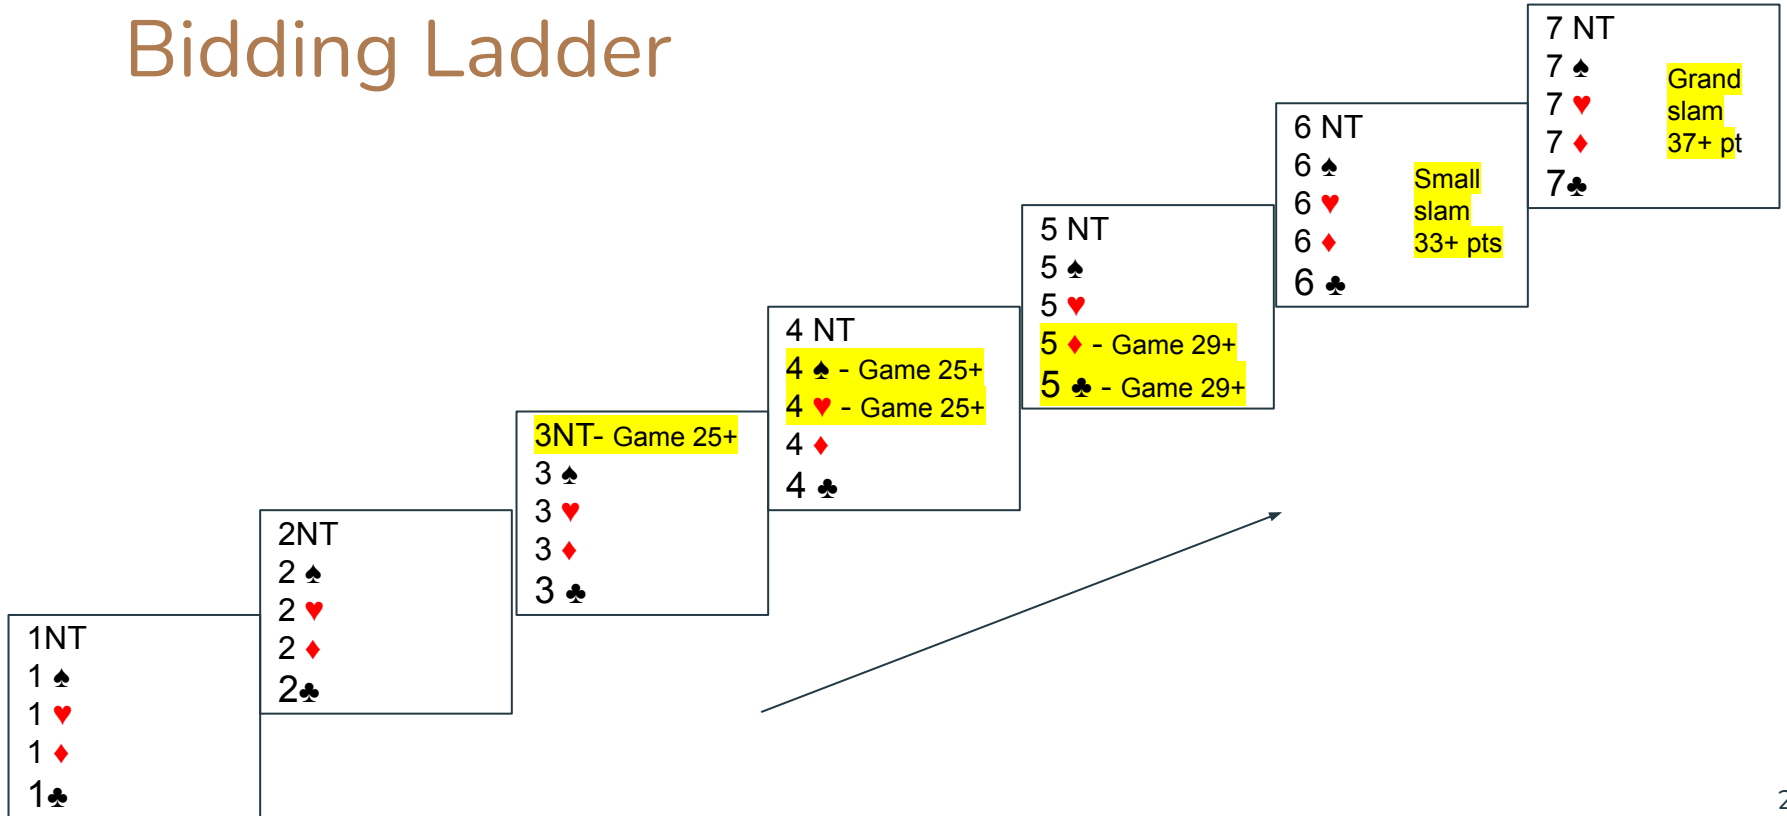 Bidding Ladder
1NT
1 ♠
1 ♥
1 ♦
1♣
2NT
2 ♠
2 ♥
2 ♦
2♣
3NT- Game 25+
3 ♠
3 ♥
3 ♦
3 ♣
4 NT
4 ♠ - Game 25+
4 ♥ - Game 25+
4 ♦
4 ♣
5 NT
5 ♠
5 ♥
5 ♦ - Game 29+
5 ♣ - Game 29+
6 NT
6 ♠
6 ♥
6 ♦
6 ♣
Small
slam
33+ pts
7 NT
7 ♠
7 ♥
7 ♦
7♣
Grand
slam
37+ pt